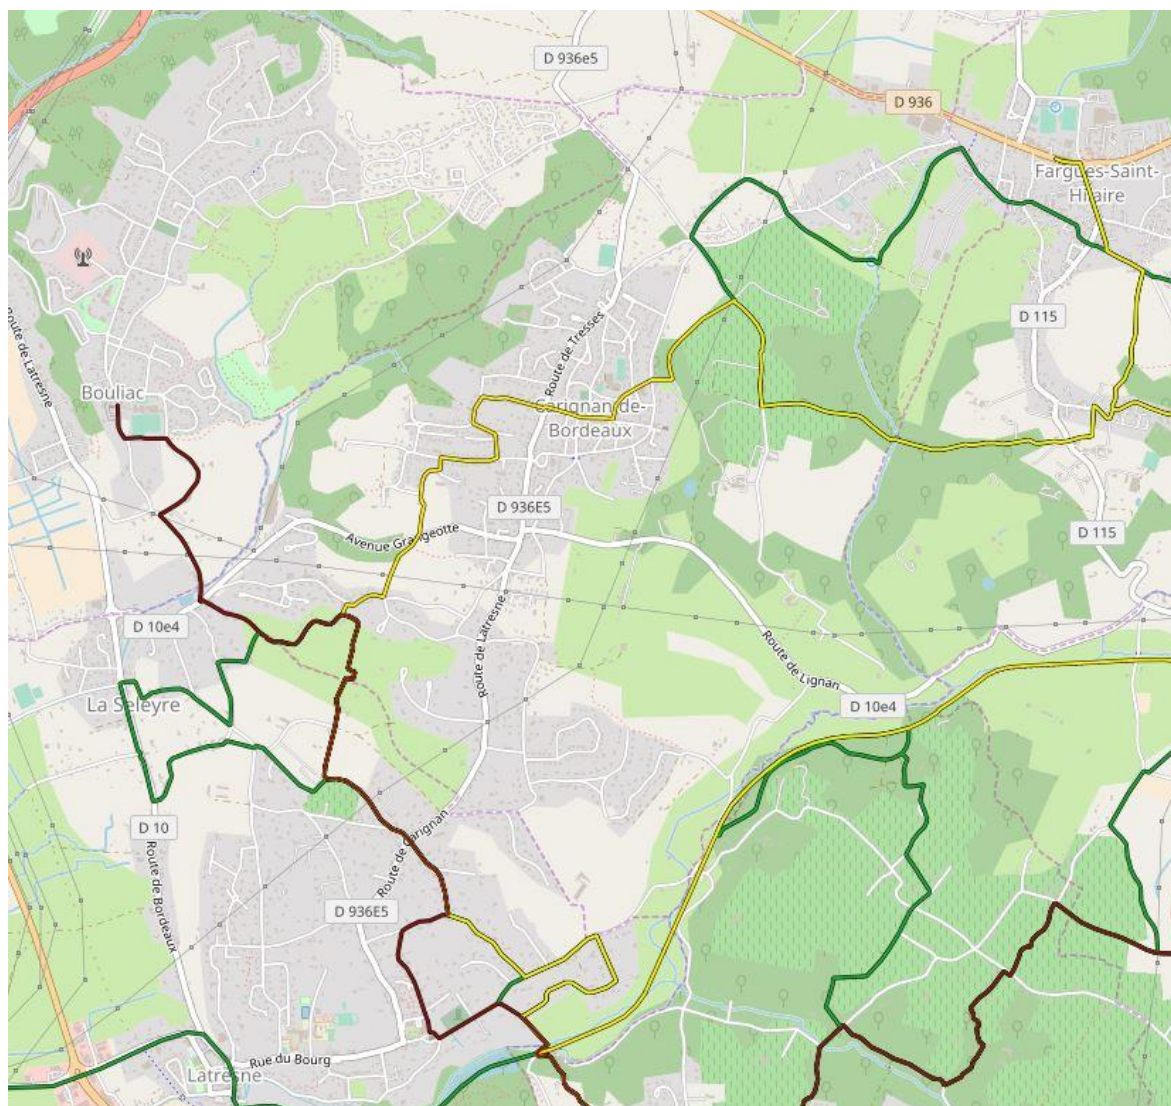 D 936e5
D 936
Fargues-Saint-
Hilaire
Route de Latresne
D 115
Route de Tresses
Bouliac
Carignan-de-
Bordeaux
D 936E5
Avenue Grangeotte
D 115
D 10e4
Route de Latresne
Route de Lignan
La Seleyre
D 10e4
D 10
Route de Carignan
Route de Bordeaux
D 936E5
Rue du Bourg
Latresne